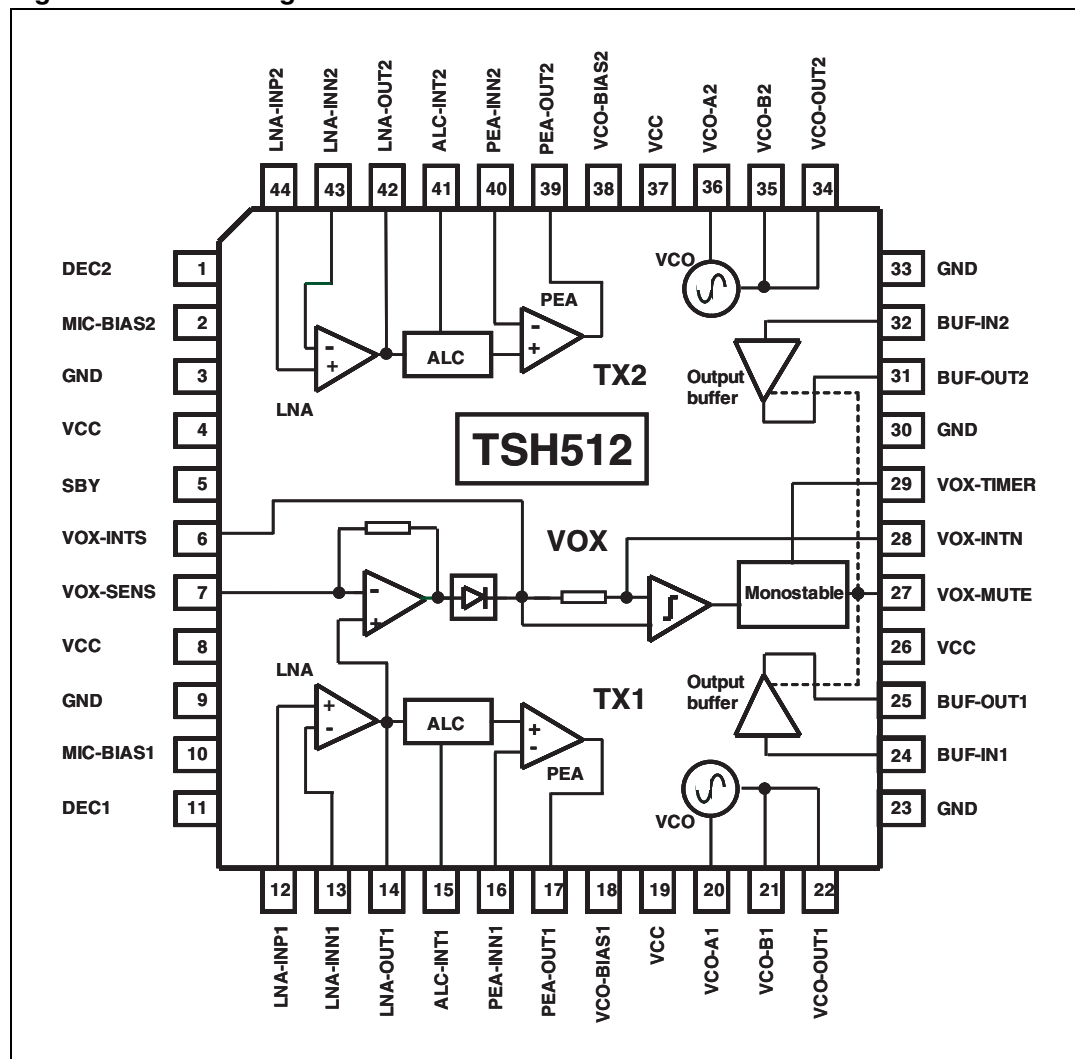 LNA-INP2
LNA-INN2
LNA-OUT2
ALC-INT2
PEA-INN2
PEA-OUT2
VCO-BIAS2
VCC
VCO-A2
VCO-B2
VCO-OUT2
44 43 42 41 40 39 38 37 36 35 34
DEC2 1
MIC-BIAS2 2
GND 3
VCC 4
SBY 5
VOX-INTS 6
VOX-SENS 7
VCC 8
GND 9
MIC-BIAS1 10
DEC1 11
VCO
PEA
-
+
-
+
ALC
LNA
TX2
Output
buffer
TSH512
VOX
-
+
Monostable
LNA
+
-
ALC
+
-
PEA
TX1
Output
buffer
VCO
33 GND
32 BUF-IN2
31 BUF-OUT2
30 GND
29 VOX-TIMER
28 VOX-INTN
27 VOX-MUTE
26 VCC
25 BUF-OUT1
24 BUF-IN1
23 GND
12 13 14 15 16 17 18 19 20 21 22
LNA-INP1
LNA-INN1
LNA-OUT1
ALC-INT1
PEA-INN1
PEA-OUT1
VCO-BIAS1
VCC
VCO-A1
VCO-B1
VCO-OUT1